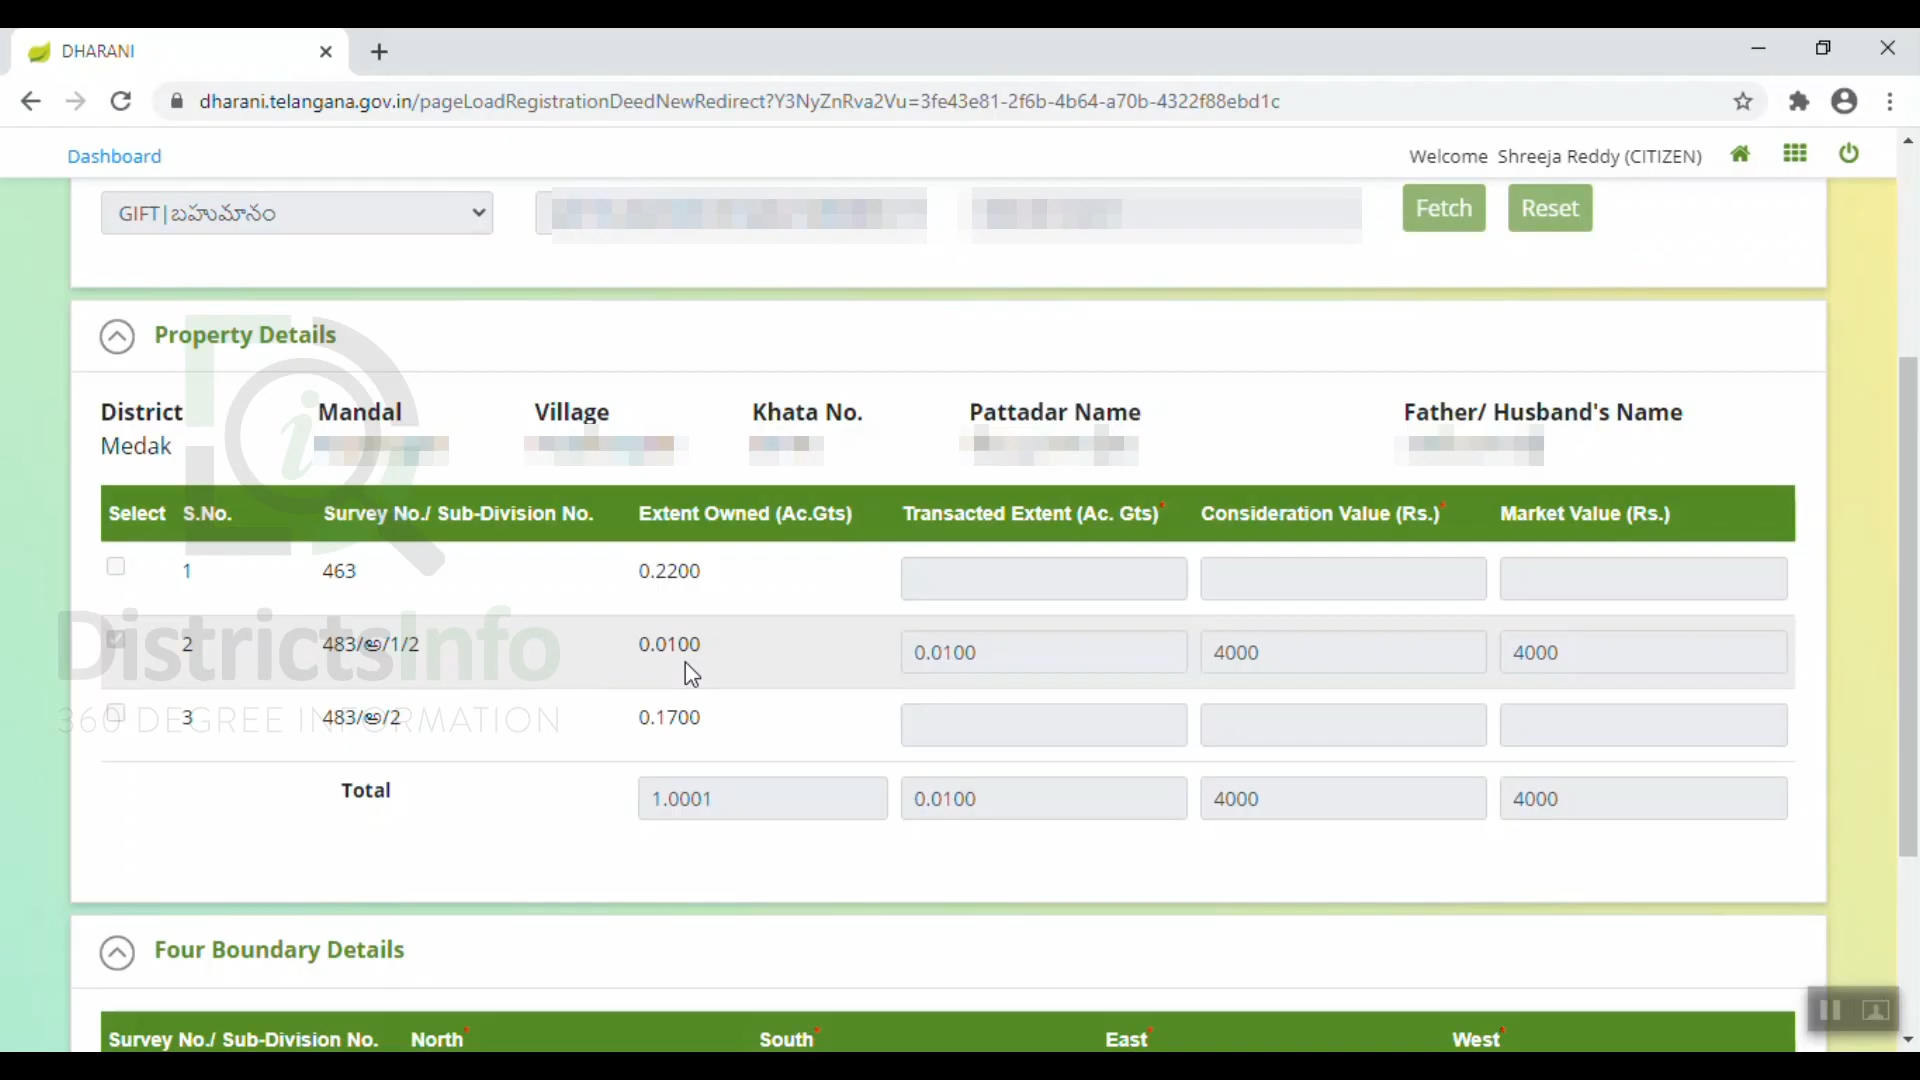 DHARANI
dharani.telangana.gov.in/pageLoadRegistrationDeedNewRedirect?Y3NyZnRva2Vu=3fe43e81-2f6b-4b64-a70b-4322f88ebd1c
Dashboard Welcome Shreeja Reddy (CITIZEN)
GIFT|బహుమానం Fetch Reset
Property Details
District Mandal Village Khata No. Pattadar Name Father/ Husband's Name
Medak
Select S.No. Survey No./ Sub-Division No. Extent Owned (Ac.Gts) Transacted Extent (Ac. Gts)* Consideration Value (Rs.)* Market Value (Rs.)
1 463 0.2200
2 483/అ/1/2 0.0100 0.0100 4000 4000
DistrictsInfo
3 483/అ/2 0.1700
360 DEGREE INFORMATION
Total 1.0001 0.0100 4000 4000
Four Boundary Details
Survey No./ Sub-Division No. North* South* East* West*